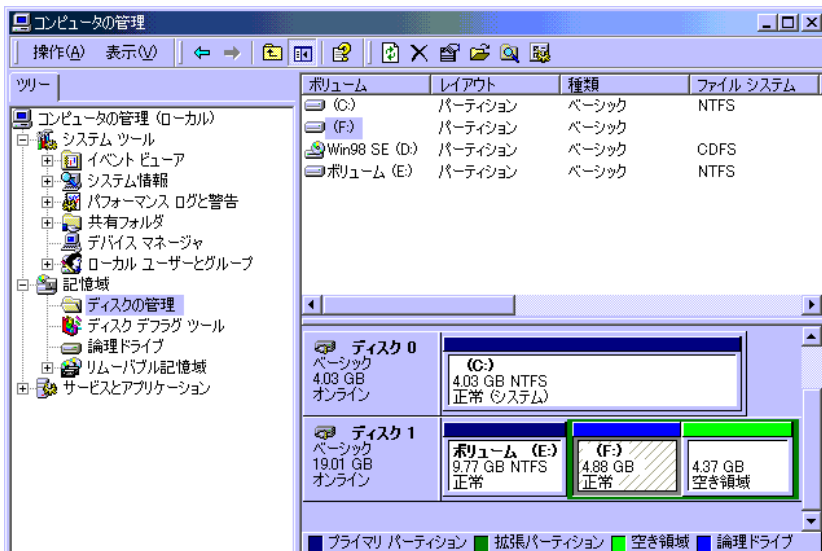 コンピュータの管理
操作(A) 表示(V)
ツリー
コンピュータの管理 (ローカル)
システム ツール
イベント ビューア
システム情報
パフォーマンス ログと警告
共有フォルダ
デバイス マネージャ
ローカル ユーザーとグループ
記憶域
ディスクの管理
ディスク デフラグ ツール
論理ドライブ
リムーバブル記憶域
サービスとアプリケーション
ボリューム レイアウト 種類 ファイル システム
(C:) パーティション ベーシック NTFS
(F:) パーティション ベーシック
Win98 SE (D:) パーティション ベーシック CDFS
ボリューム (E:) パーティション ベーシック NTFS
ディスク 0
ベーシック
4.03 GB
オンライン
(C:)
4.03 GB NTFS
正常 (システム)
ディスク 1
ベーシック
19.01 GB
オンライン
ボリューム (E:)
9.77 GB NTFS
正常
(F:)
4.88 GB
正常
4.37 GB
空き領域
プライマリ パーティション 拡張パーティション 空き領域 論理ドライブ